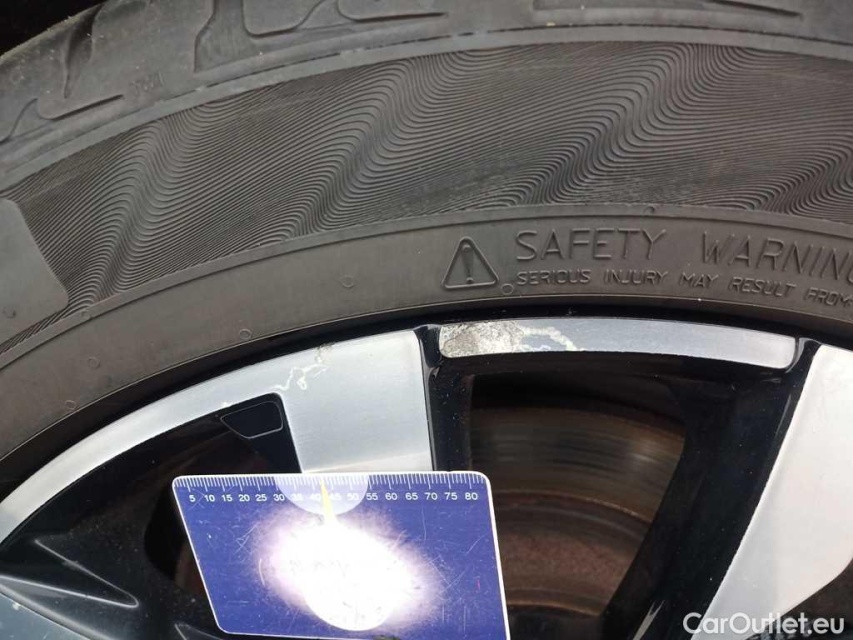 SAFETY WARNING
SERIOUS INJURY MAY RESULT FROM
5 10 15 20 25 30 35 40 45 50 55 60 65 70 75 80
CarOutlet.eu